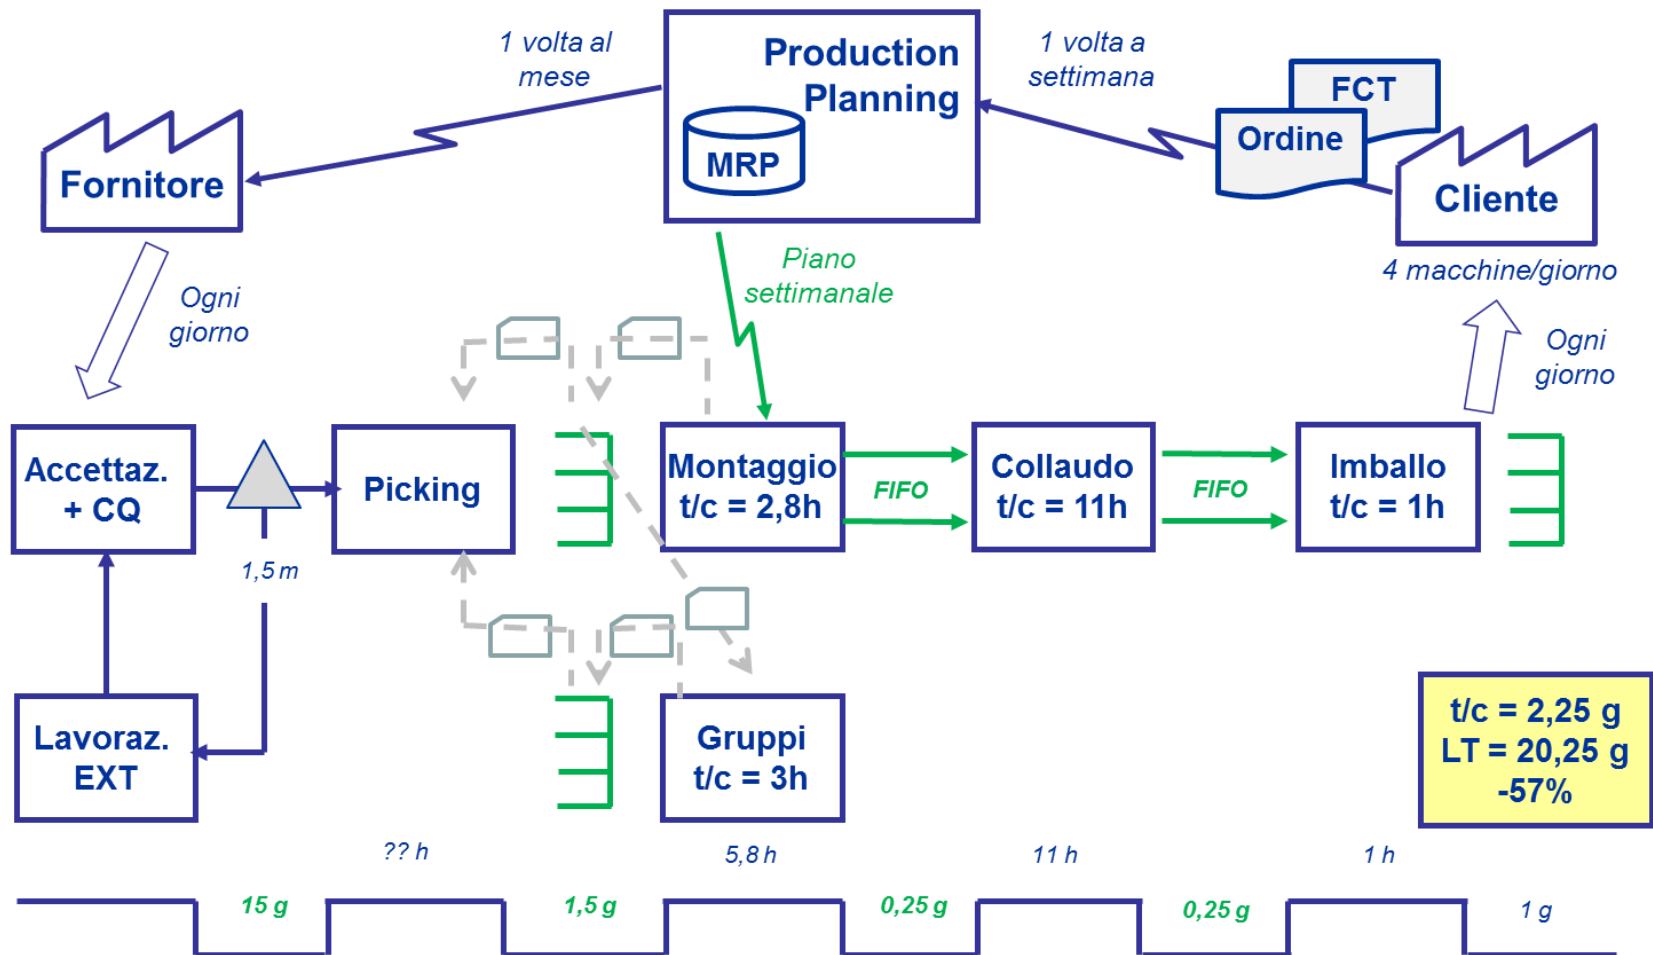 1 volta al
mese
Production
Planning
MRP
1 volta a
settimana
FCT
Ordine
Fornitore
Cliente
4 macchine/giorno
Ogni
giorno
Piano
settimanale
Ogni
giorno
Accettaz.
+ CQ
Picking
Montaggio
t/c = 2,8h
FIFO
Collaudo
t/c = 11h
FIFO
Imballo
t/c = 1h
1,5 m
Lavoraz.
EXT
Gruppi
t/c = 3h
t/c = 2,25 g
LT = 20,25 g
-57%
?? h
5,8 h
11 h
1 h
15 g
1,5 g
0,25 g
0,25 g
1 g